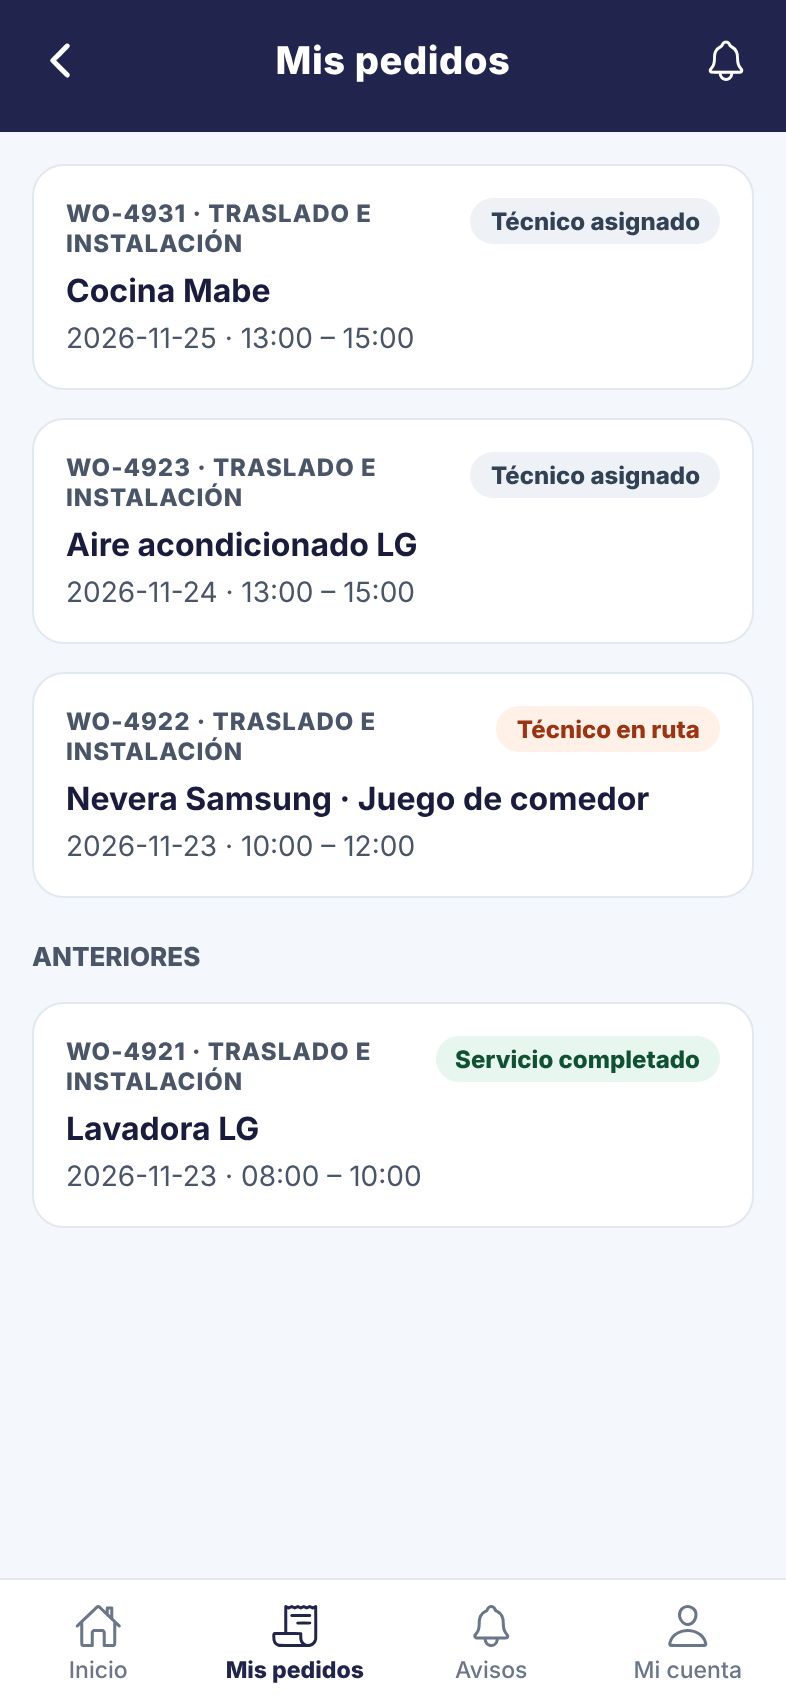 Mis pedidos
WO-4931 · TRASLADO E
INSTALACIÓN
Técnico asignado
Cocina Mabe
2026-11-25 · 13:00 – 15:00
WO-4923 · TRASLADO E
INSTALACIÓN
Técnico asignado
Aire acondicionado LG
2026-11-24 · 13:00 – 15:00
WO-4922 · TRASLADO E
INSTALACIÓN
Técnico en ruta
Nevera Samsung · Juego de comedor
2026-11-23 · 10:00 – 12:00
ANTERIORES
WO-4921 · TRASLADO E
INSTALACIÓN
Servicio completado
Lavadora LG
2026-11-23 · 08:00 – 10:00
Inicio
Mis pedidos
Avisos
Mi cuenta